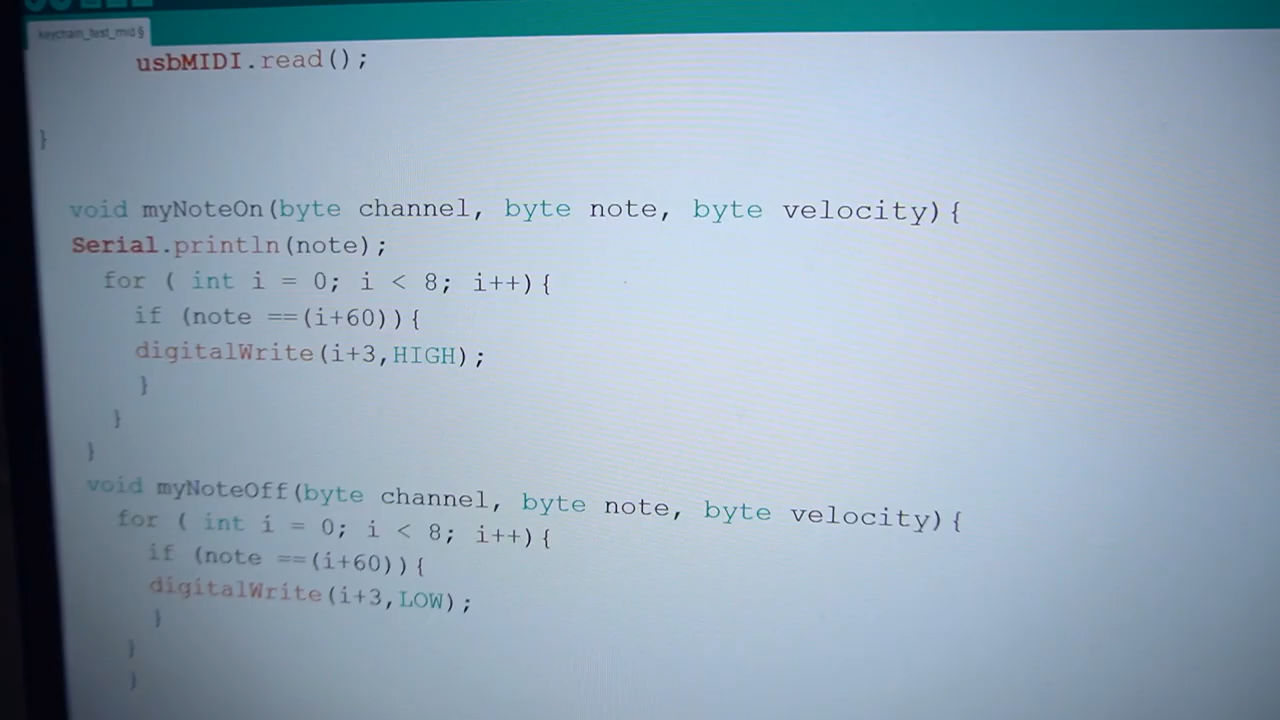 keychain_test_mid§
usbMIDI.read();
}
void myNoteOn(byte channel, byte note, byte velocity){
Serial.println(note);
for ( int i = 0; i < 8; i++){
if (note ==(i+60)){
digitalWrite(i+3,HIGH);
}
}
}
void myNoteOff(byte channel, byte note, byte velocity){
for ( int i = 0; i < 8; i++){
if (note ==(i+60)){
digitalWrite(i+3,LOW);
}
}
}